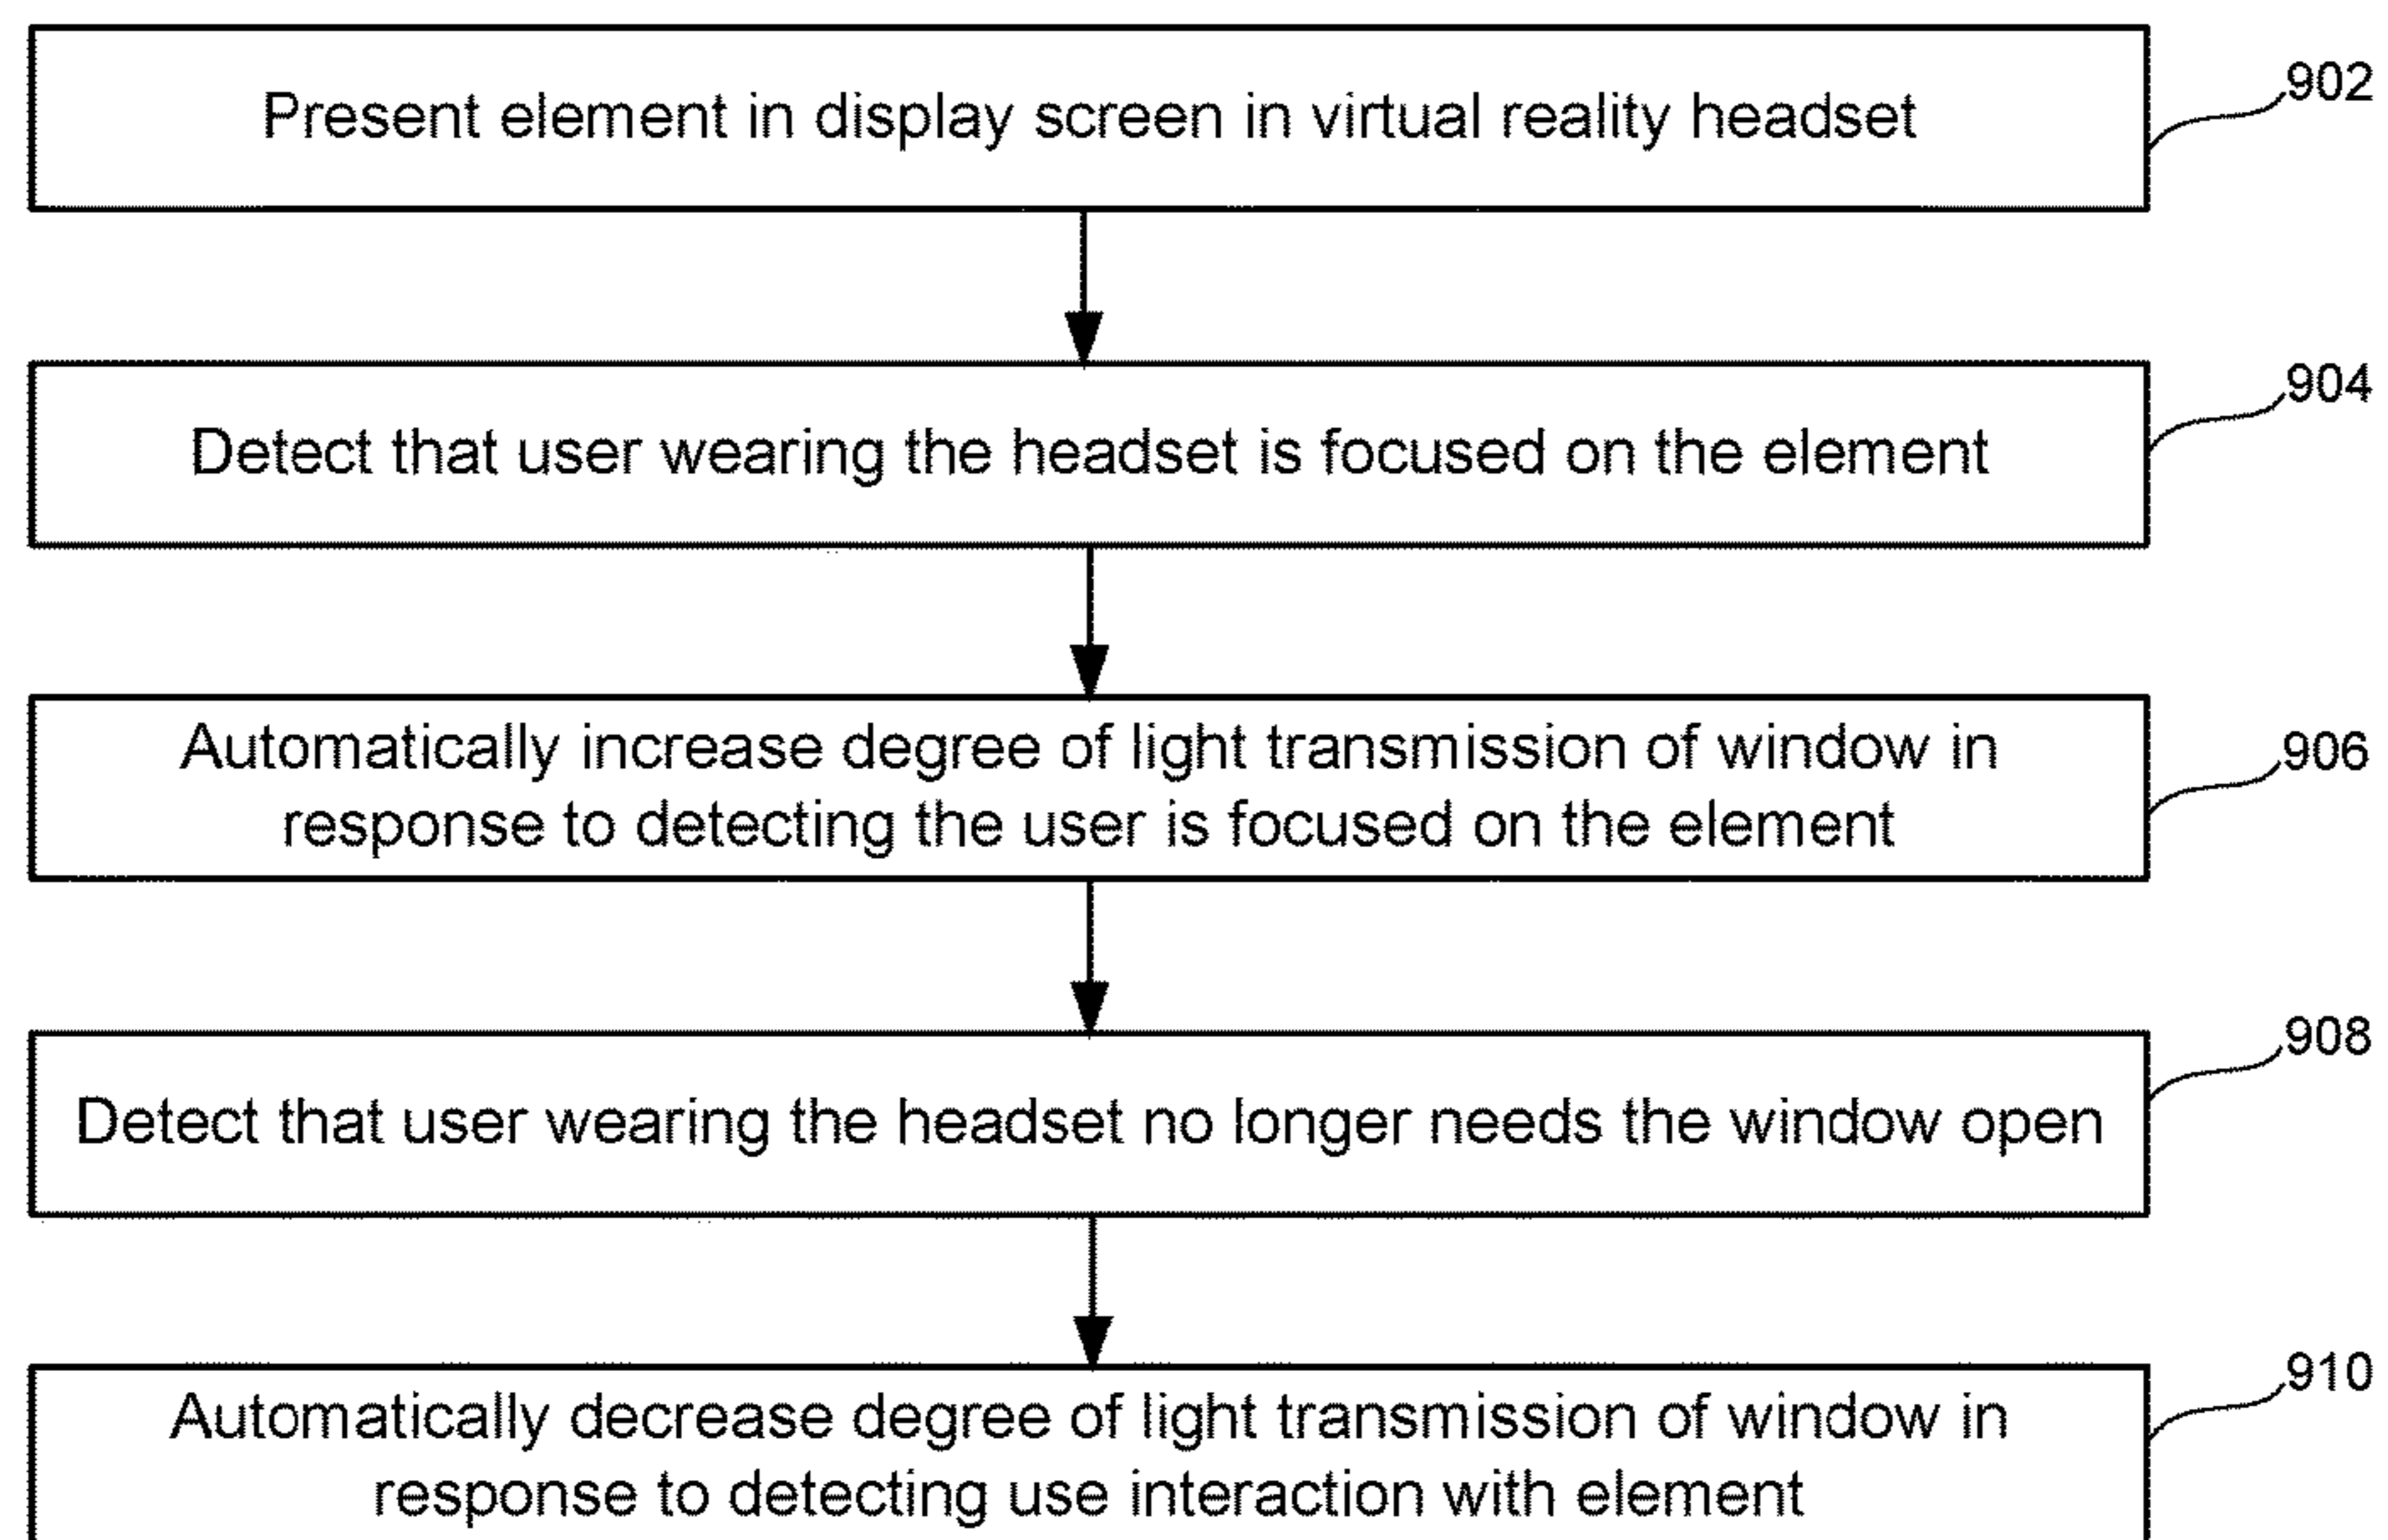 Present element in display screen in virtual reality headset
902
Detect that user wearing the headset is focused on the element
904
Automatically increase degree of light transmission of window in
response to detecting the user is focused on the element
906
Detect that user wearing the headset no longer needs the window open
908
Automatically decrease degree of light transmission of window in
response to detecting use interaction with element
910